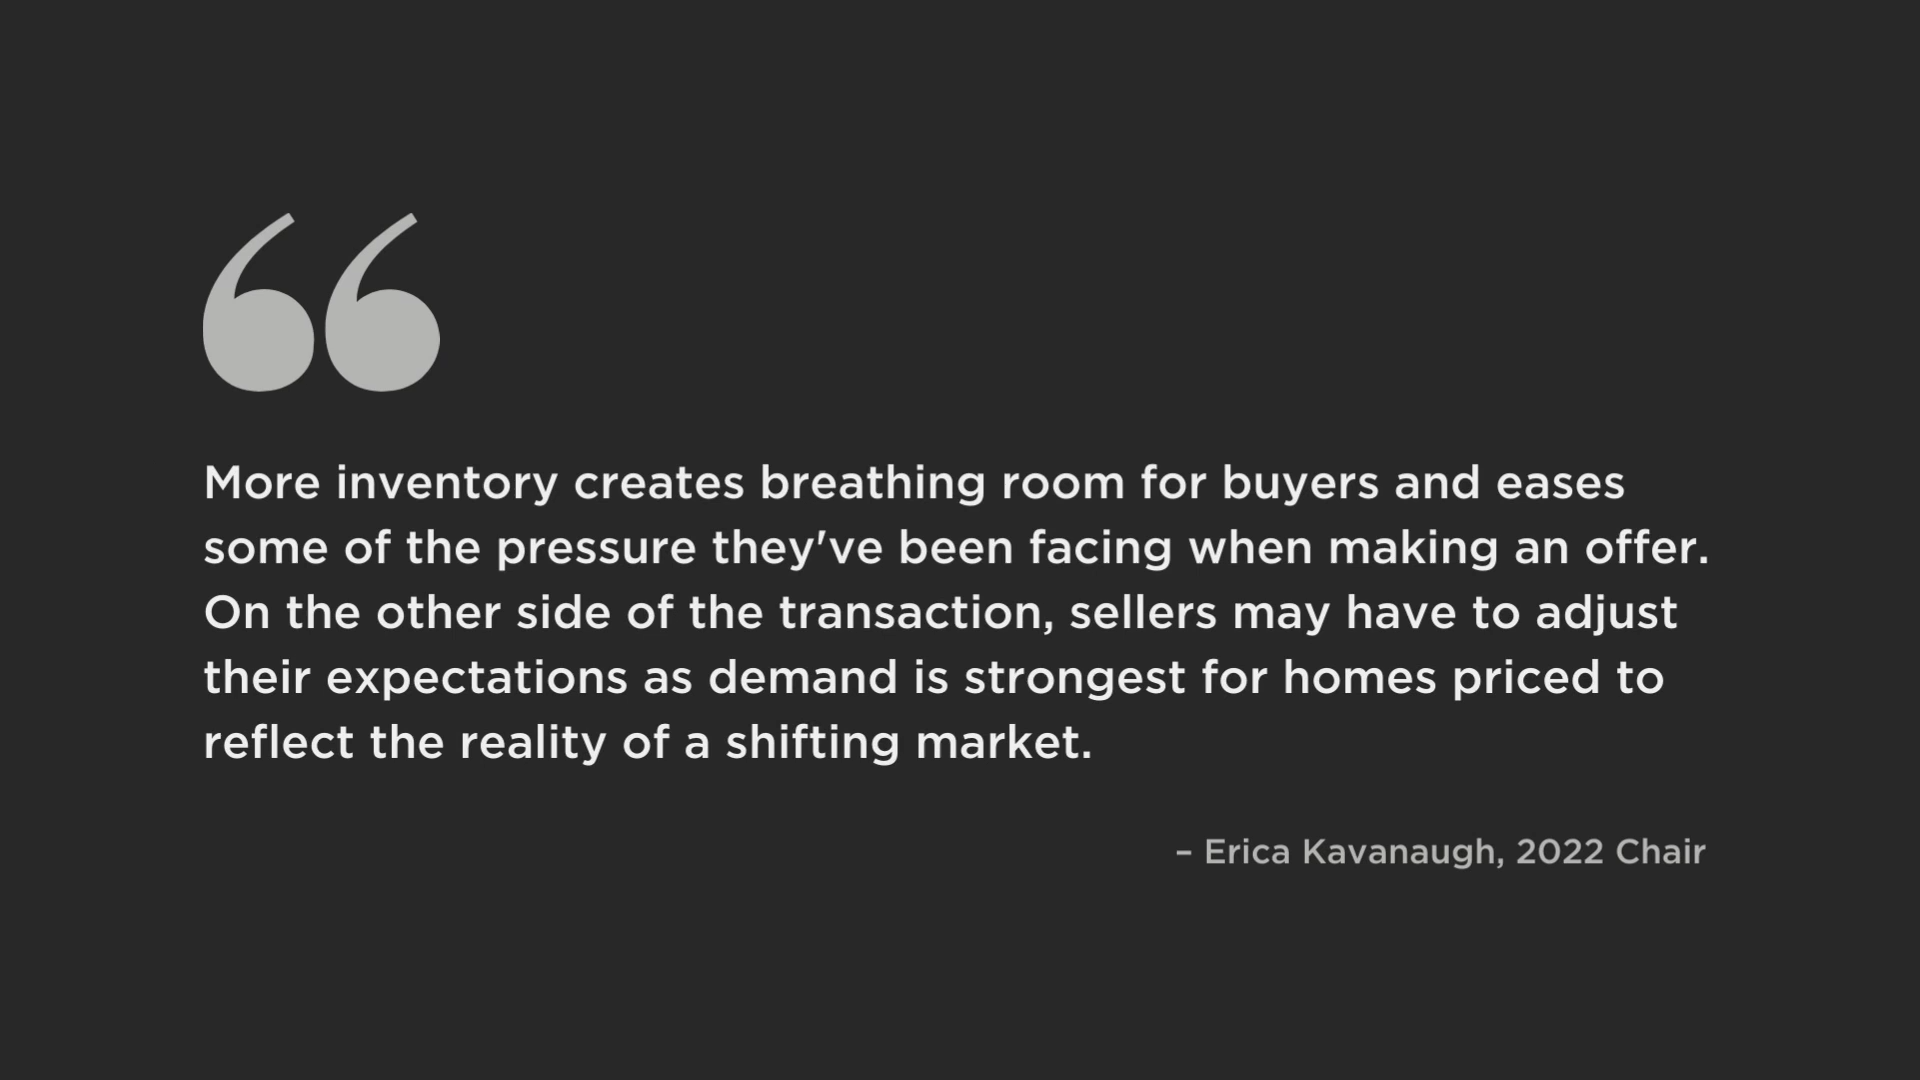 “
More inventory creates breathing room for buyers and eases
some of the pressure they've been facing when making an offer.
On the other side of the transaction, sellers may have to adjust
their expectations as demand is strongest for homes priced to
reflect the reality of a shifting market.
– Erica Kavanaugh, 2022 Chair